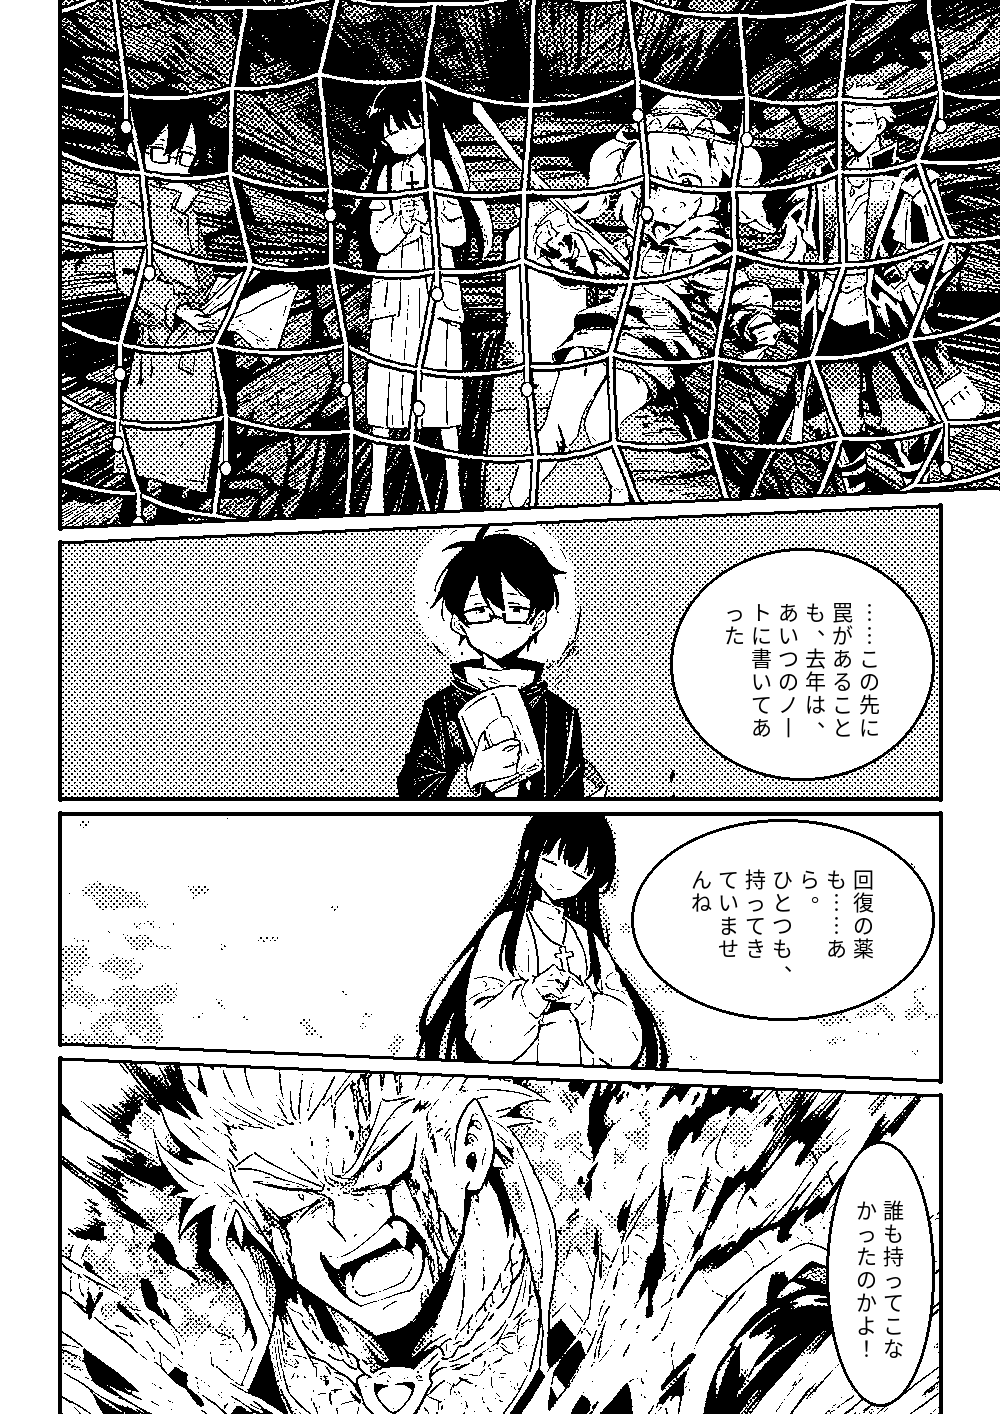 ……この先に
罠があること
も、去年は、
あいつのノー
トに書いてあ
った
回復の薬
も……あ
ら。
ひとつも、
持ってき
ていませ
んね
誰も持ってこな
かったのかよ！